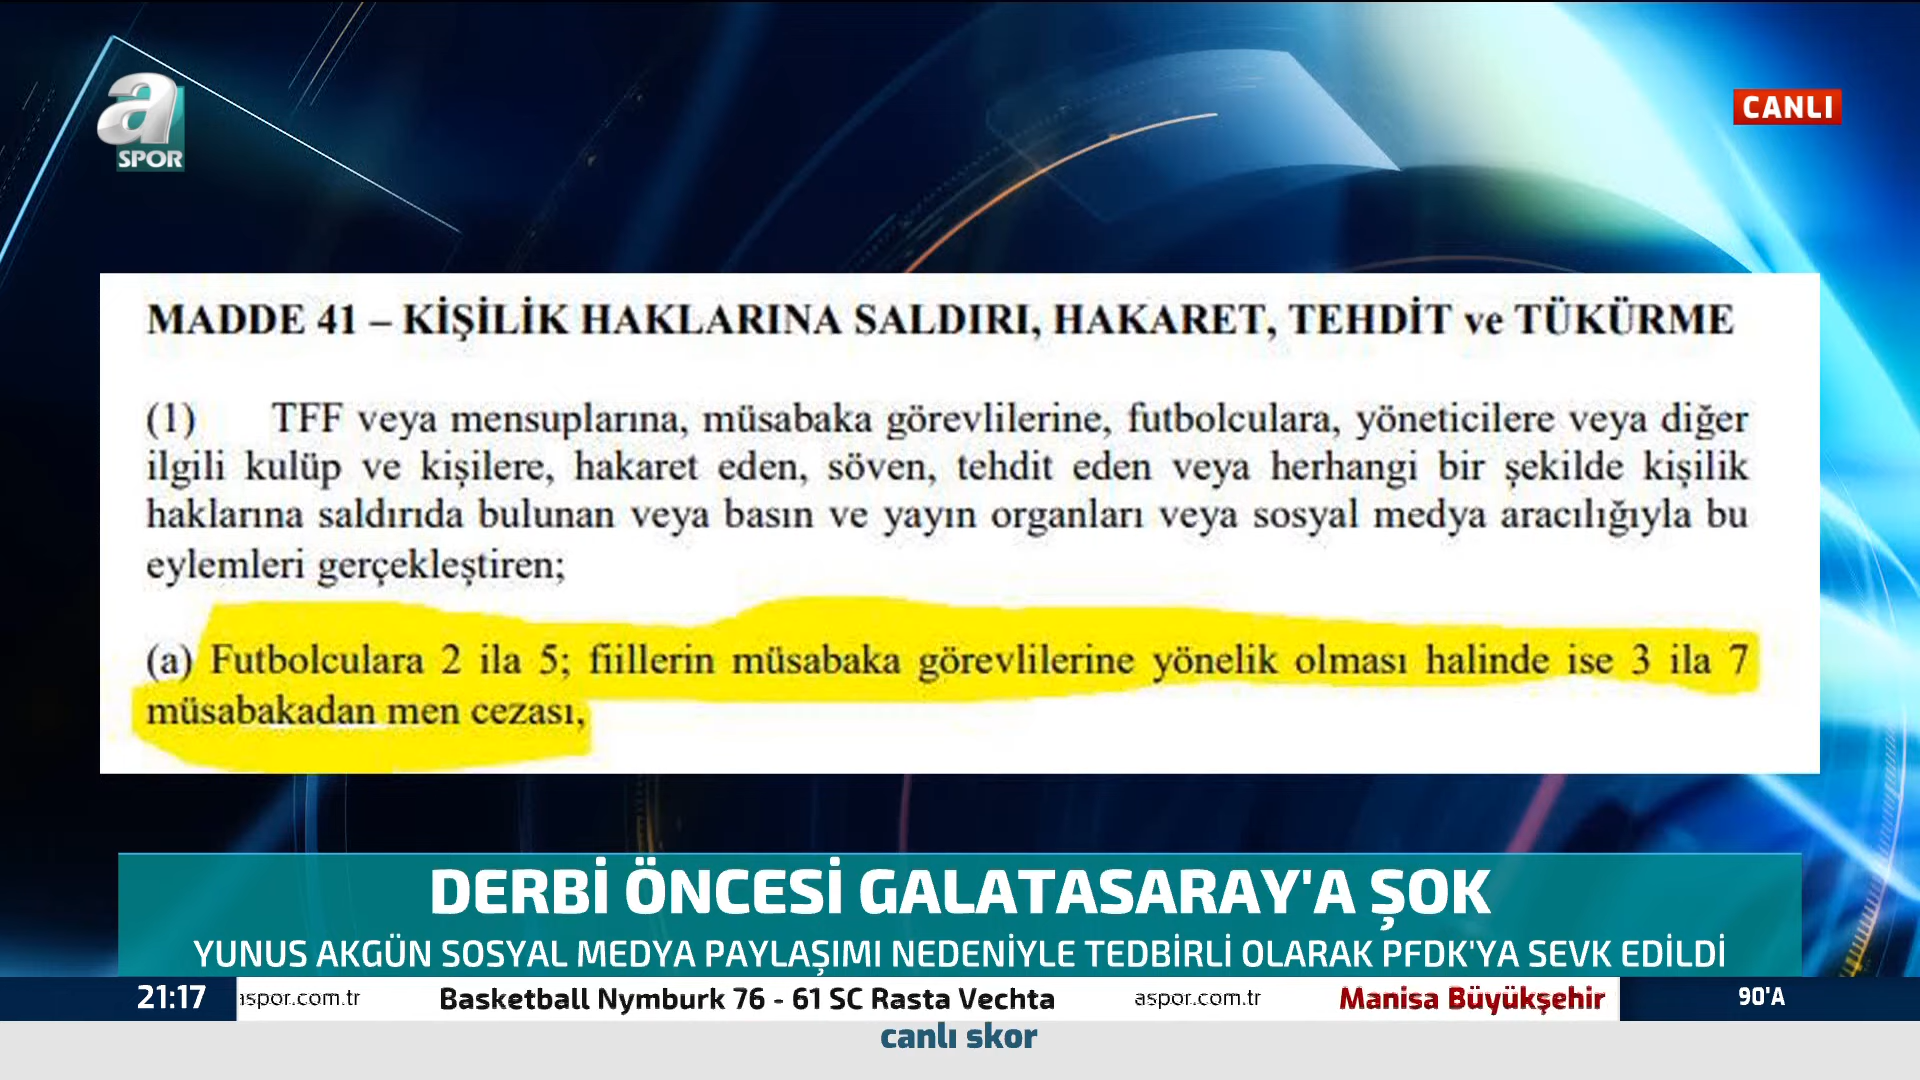 a
SPOR
CANLI
MADDE 41 – KİŞİLİK HAKLARINA SALDIRI, HAKARET, TEHDİT ve TÜKÜRME
(1) TFF veya mensuplarına, müsabaka görevlilerine, futbolculara, yöneticilere veya diğer
ilgili kulüp ve kişilere, hakaret eden, söven, tehdit eden veya herhangi bir şekilde kişilik
haklarına saldırıda bulunan veya basın ve yayın organları veya sosyal medya aracılığıyla bu
eylemleri gerçekleştiren;
(a) Futbolculara 2 ila 5; fiillerin müsabaka görevlilerine yönelik olması halinde ise 3 ila 7
müsabakadan men cezası,
DERBİ ÖNCESİ GALATASARAY'A ŞOK
YUNUS AKGÜN SOSYAL MEDYA PAYLAŞIMI NEDENİYLE TEDBİRLİ OLARAK PFDK'YA SEVK EDİLDİ
21:17 aspor.com.tr Basketball Nymburk 76 - 61 SC Rasta Vechta aspor.com.tr Manisa Büyükşehir 90'A
canlı skor